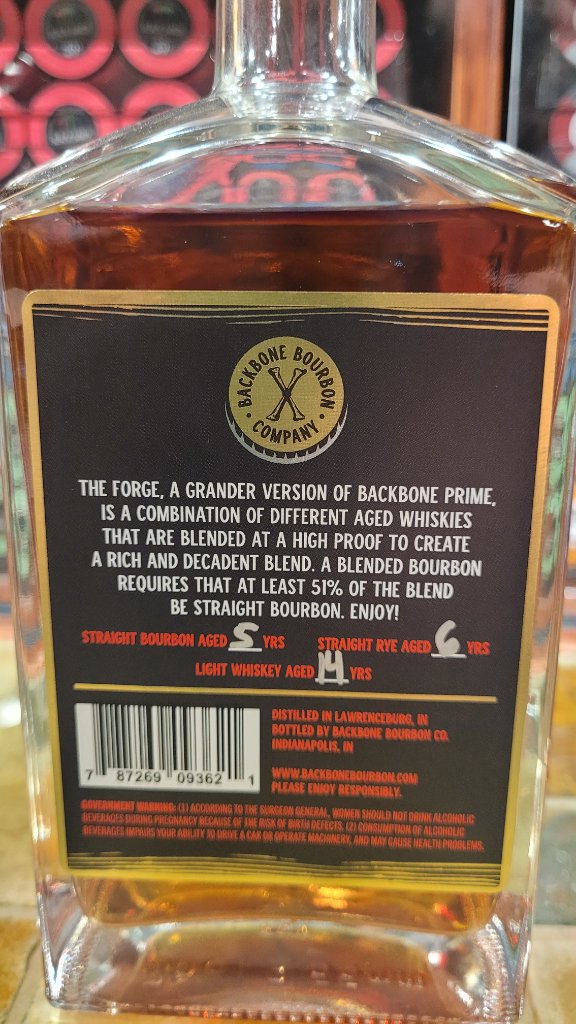 BACKBONE BOURBON
COMPANY
THE FORGE, A GRANDER VERSION OF BACKBONE PRIME,
IS A COMBINATION OF DIFFERENT AGED WHISKIES
THAT ARE BLENDED AT A HIGH PROOF TO CREATE
A RICH AND DECADENT BLEND. A BLENDED BOURBON
REQUIRES THAT AT LEAST 51% OF THE BLEND
BE STRAIGHT BOURBON. ENJOY!
STRAIGHT BOURBON AGED 5 YRS STRAIGHT RYE AGED 6 YRS
LIGHT WHISKEY AGED 14 YRS
DISTILLED IN LAWRENCEBURG, IN
BOTTLED BY BACKBONE BOURBON CO.
INDIANAPOLIS, IN
WWW.BACKBONEBOURBON.COM
PLEASE ENJOY RESPONSIBLY.
7 87269 09362 1
GOVERNMENT WARNING: (1) ACCORDING TO THE SURGEON GENERAL, WOMEN SHOULD NOT DRINK ALCOHOLIC
BEVERAGES DURING PREGNANCY BECAUSE OF THE RISK OF BIRTH DEFECTS. (2) CONSUMPTION OF ALCOHOLIC
BEVERAGES IMPAIRS YOUR ABILITY TO DRIVE A CAR OR OPERATE MACHINERY, AND MAY CAUSE HEALTH PROBLEMS.